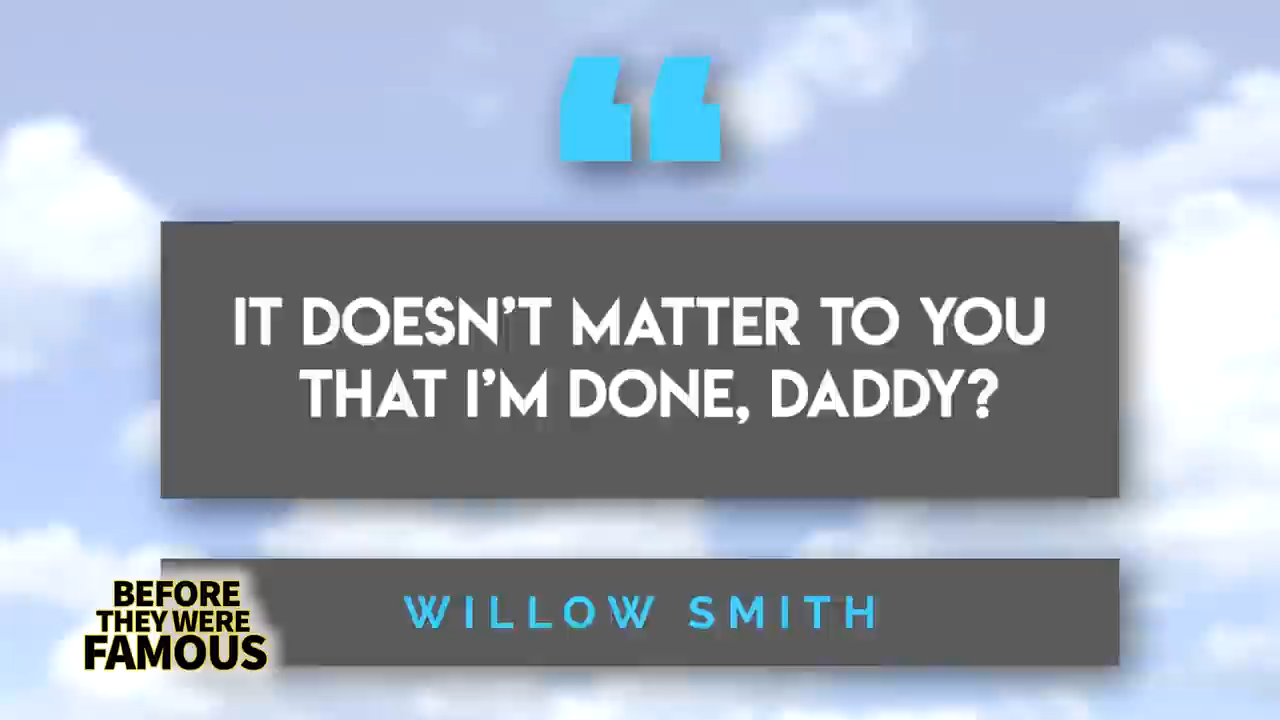 “
IT DOESN’T MATTER TO YOU
THAT I’M DONE, DADDY?
WILLOW SMITH
BEFORE
THEY WERE
FAMOUS